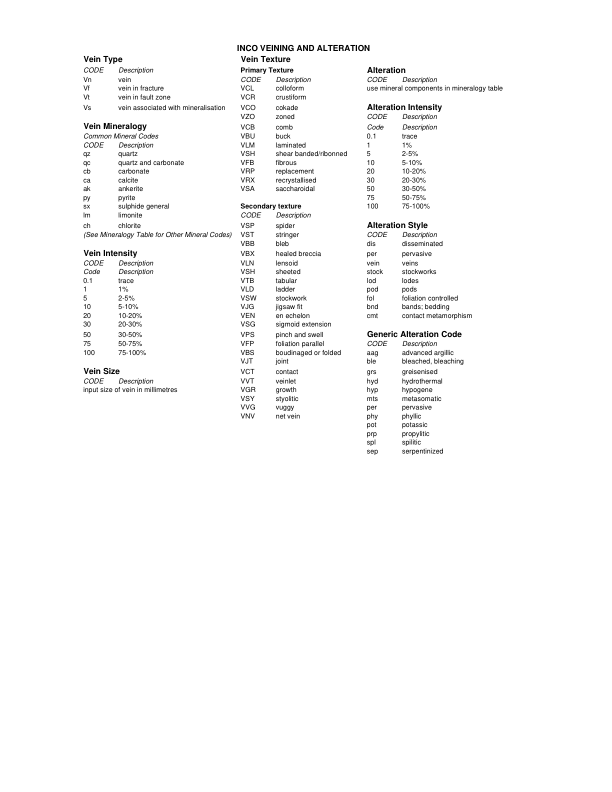 INCO VEINING AND ALTERATION
Vein Type
CODE Description
Vn vein
Vf vein in fracture
Vt vein in fault zone
Vs vein associated with mineralisation
Vein Mineralogy
Common Mineral Codes
CODE Description
qz quartz
qc quartz and carbonate
cb carbonate
ca calcite
ak ankerite
py pyrite
sx sulphide general
lm limonite
ch chlorite
(See Mineralogy Table for Other Mineral Codes)
Vein Intensity
CODE Description
Code Description
0.1 trace
1 1%
5 2-5%
10 5-10%
20 10-20%
30 20-30%
50 30-50%
75 50-75%
100 75-100%
Vein Size
CODE Description
input size of vein in millimetres
Vein Texture
Primary Texture
CODE Description
VCL colloform
VCR crustiform
VCO cokade
VZO zoned
VCB comb
VBU buck
VLM laminated
VSH shear banded/ribonned
VFB fibrous
VRP replacement
VRX recrystallised
VSA saccharoidal
Secondary texture
CODE Description
VSP spider
VST stringer
VBB bleb
VBX healed breccia
VLN lensoid
VSH sheeted
VTB tabular
VLD ladder
VSW stockwork
VJG jigsaw fit
VEN en echelon
VSG sigmoid extension
VPS pinch and swell
VFP foliation parallel
VBS boudinaged or folded
VJT joint
VCT contact
VVT veinlet
VGR growth
VSY styolitic
VVG vuggy
VNV net vein
Alteration
CODE Description
use mineral components in mineralogy table
Alteration Intensity
CODE Description
Code Description
0.1 trace
1 1%
5 2-5%
10 5-10%
20 10-20%
30 20-30%
50 30-50%
75 50-75%
100 75-100%
Alteration Style
CODE Description
dis disseminated
per pervasive
vein veins
stock stockworks
lod lodes
pod pods
fol foliation controlled
bnd bands; bedding
cmt contact metamorphism
Generic Alteration Code
CODE Description
aag advanced argillic
ble bleached, bleaching
grs greisenised
hyd hydrothermal
hyp hypogene
mts metasomatic
per pervasive
phy phyllic
pot potassic
prp propylitic
spl spilitic
sep serpentinized